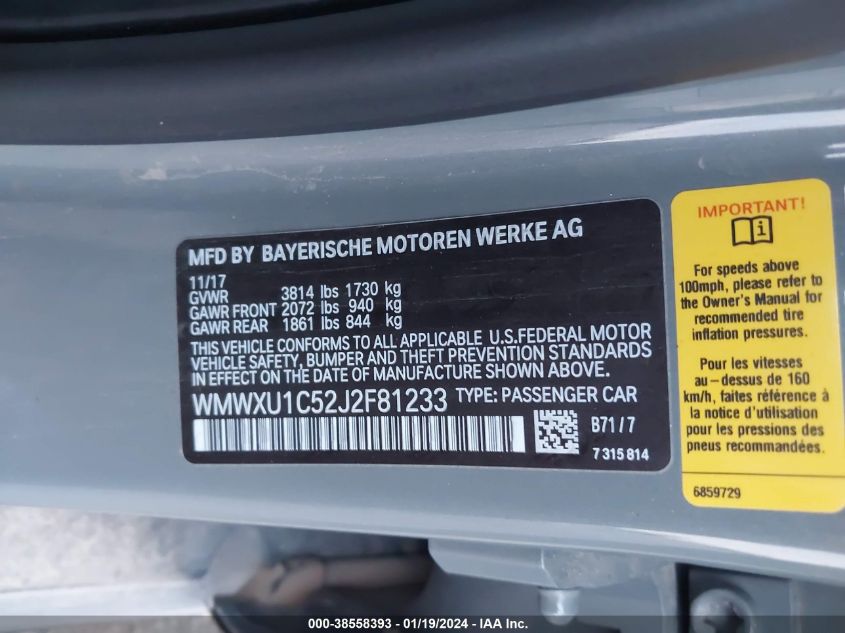 MFD BY BAYERISCHE MOTOREN WERKE AG
11/17
GVWR 3814 lbs 1730 kg
GAWR FRONT 2072 lbs 940 kg
GAWR REAR 1861 lbs 844 kg
THIS VEHICLE CONFORMS TO ALL APPLICABLE U.S.FEDERAL MOTOR
VEHICLE SAFETY, BUMPER AND THEFT PREVENTION STANDARDS
IN EFFECT ON DATE OF MANUFACTURE SHOWN ABOVE.
WMWXU1C52J2F81233 TYPE: PASSENGER CAR
B71/7
7 315 814
IMPORTANT!
For speeds above
100mph, please refer to
the Owner's Manual for
recommended tire
inflation pressures.
Pour les vitesses
au-dessus de 160
km/h, faites référence à
la notice d'utilisation
pour les pressions des
pneus recommandées.
6859729
000-38558393 - 01/19/2024 - IAA Inc.